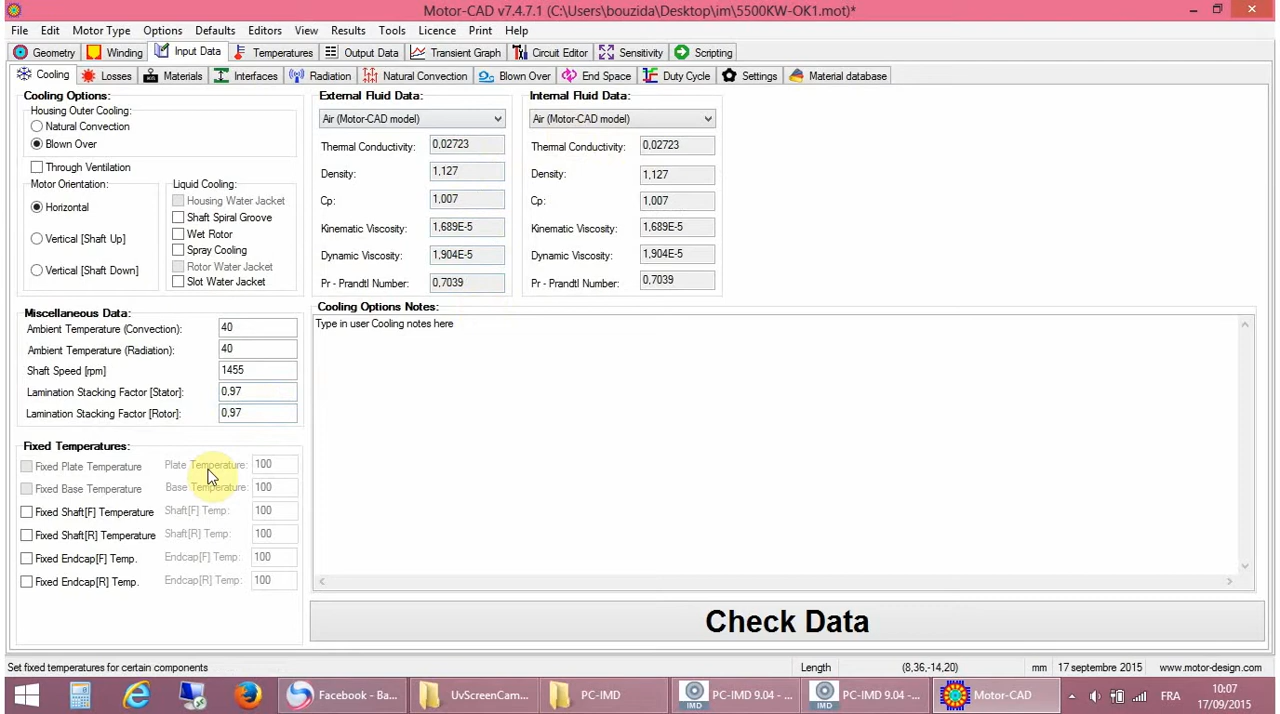 Motor-CAD v7.4.7.1 (C:\Users\bouzida\Desktop\im\5500KW-OK1.mot)*
File Edit Motor Type Options Defaults Editors View Results Tools Licence Print Help
Geometry Winding Input Data Temperatures Output Data Transient Graph Circuit Editor Sensitivity Scripting
Cooling Losses Materials Interfaces Radiation Natural Convection Blown Over End Space Duty Cycle Settings Material Database
Cooling Options:
Housing Outer Cooling:
Natural Convection
Blown Over
Through Ventilation
Motor Orientation:
Horizontal
Vertical [Shaft Up]
Vertical [Shaft Down]
Liquid Cooling:
Housing Water Jacket
Shaft Spiral Groove
Wet Rotor
Spray Cooling
Rotor Water Jacket
Slot Water Jacket
External Fluid Data:
Air (Motor-CAD model)
Thermal Conductivity: 0,02723
Density: 1,127
Cp: 1,007
Kinematic Viscosity: 1,689E-5
Dynamic Viscosity: 1,904E-5
Pr - Prandtl Number: 0,7039
Internal Fluid Data:
Air (Motor-CAD model)
Thermal Conductivity: 0,02723
Density: 1,127
Cp: 1,007
Kinematic Viscosity: 1,689E-5
Dynamic Viscosity: 1,904E-5
Pr - Prandtl Number: 0,7039
Miscellaneous Data:
Ambient Temperature (Convection): 40
Ambient Temperature (Radiation): 40
Shaft Speed [rpm] 1455
Lamination Stacking Factor [Stator]: 0,97
Lamination Stacking Factor [Rotor]: 0,97
Cooling Options Notes:
Type in user Cooling notes here
Fixed Temperatures:
Fixed Plate Temperature Plate Temperature: 100
Fixed Base Temperature Base Temperature: 100
Fixed Shaft[F] Temperature Shaft[F] Temp: 100
Fixed Shaft[R] Temperature Shaft[R] Temp: 100
Fixed Endcap[F] Temp. Endcap[F] Temp: 100
Fixed Endcap[R] Temp. Endcap[R] Temp: 100
Check Data
Set fixed temperatures for certain components Length (8,36,-14,20) mm 17 septembre 2015 www.motor-design.com
Facebook - Ba... UvScreenCam... PC-IMD IMD PC-IMD 9.04 - ... IMD PC-IMD 9.04 - ... Motor-CAD FRA 10:07
17/09/2015